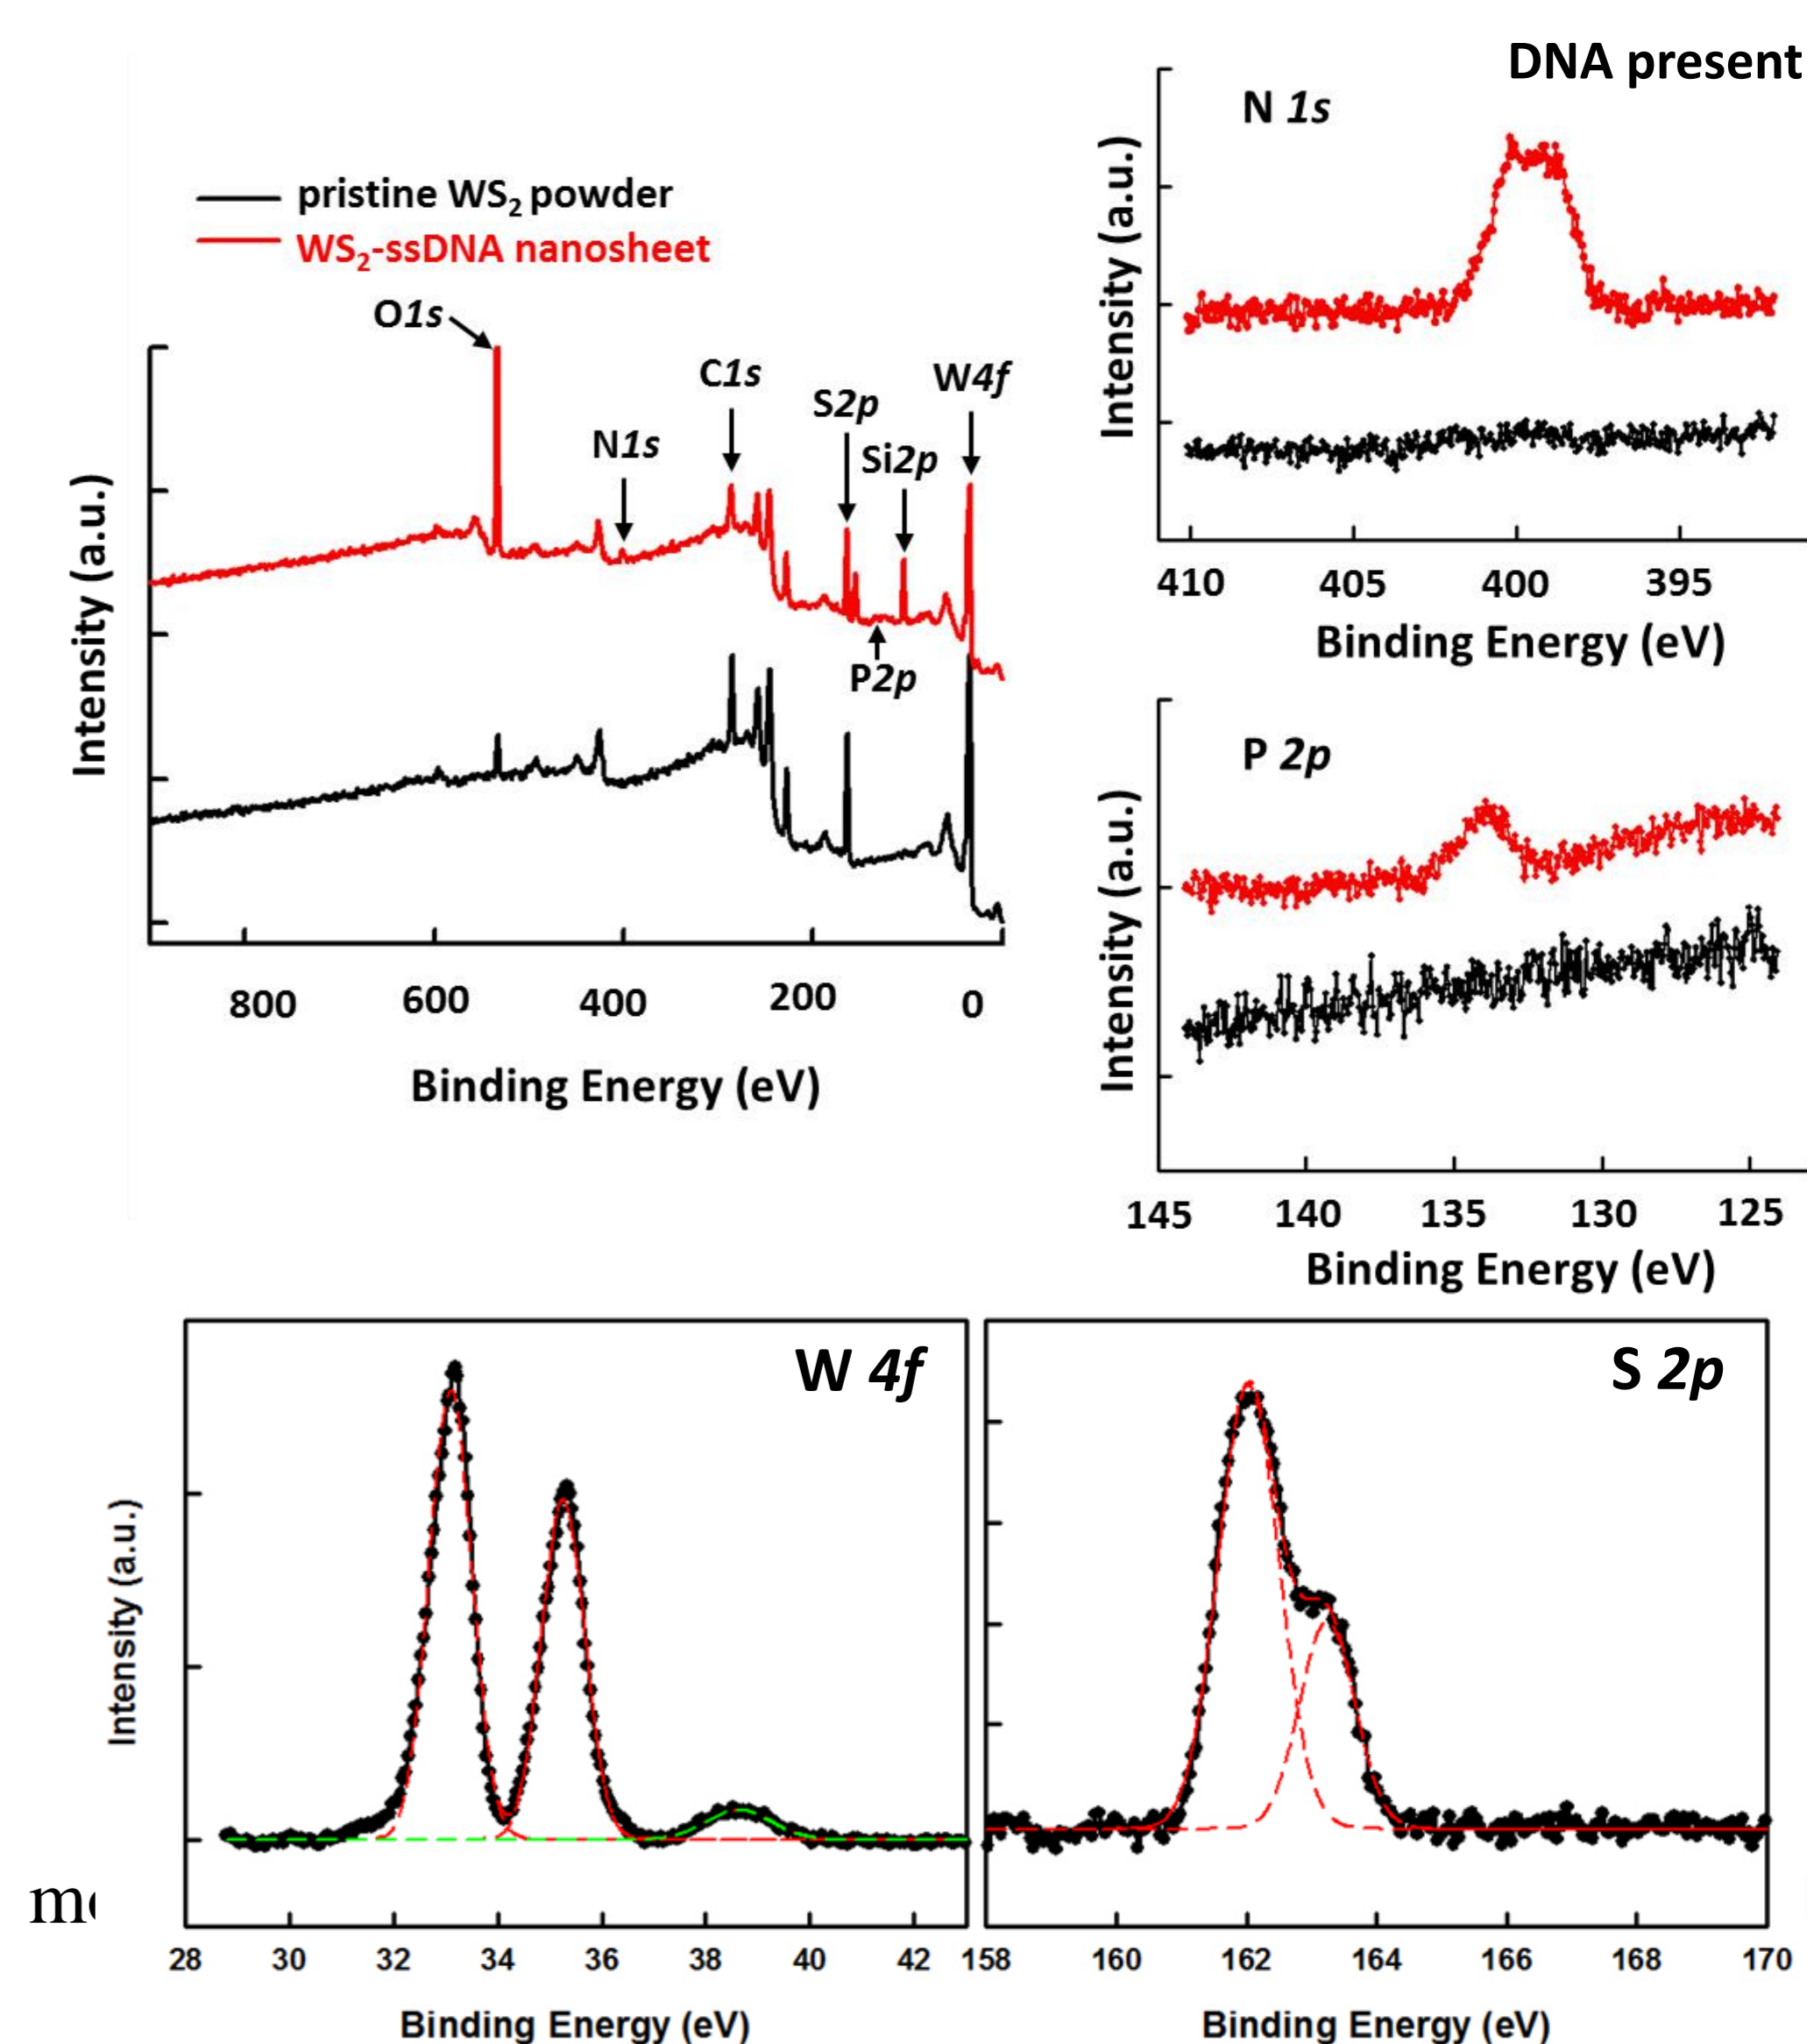 DNA present
pristine WS2 powder
WS2-ssDNA nanosheet
O1s
N1s
C1s
S2p
Si2p
W4f
P2p
Intensity (a.u.)
800 600 400 200 0
Binding Energy (eV)
N 1s
Intensity (a.u.)
410 405 400 395
Binding Energy (eV)
P 2p
Intensity (a.u.)
145 140 135 130 125
Binding Energy (eV)
W 4f
Intensity (a.u.)
28 30 32 34 36 38 40 42
Binding Energy (eV)
S 2p
158 160 162 164 166 168 170
Binding Energy (eV)